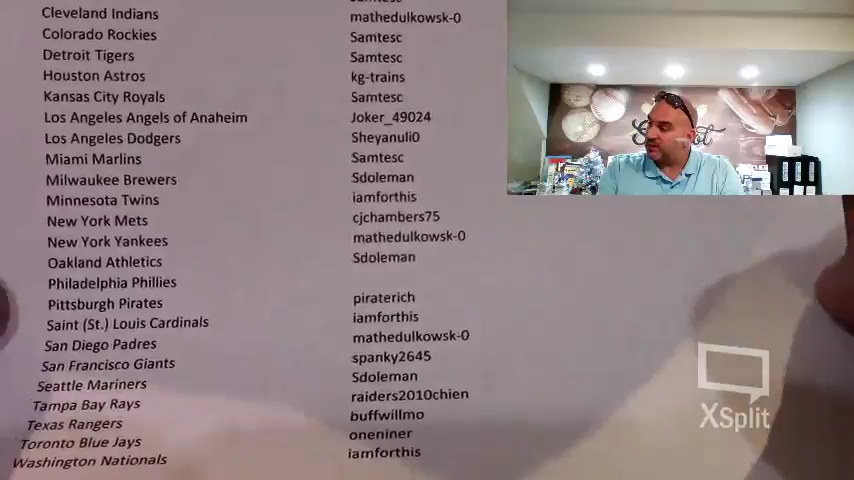 Cleveland Indians mathedulkowsk-0
Colorado Rockies Samtesc
Detroit Tigers Samtesc
Houston Astros kg-trains
Kansas City Royals Samtesc
Los Angeles Angels of Anaheim Joker_49024
Los Angeles Dodgers Sheyanuli0
Miami Marlins Samtesc
Milwaukee Brewers Sdoleman
Minnesota Twins iamforthis
New York Mets cjchambers75
New York Yankees mathedulkowsk-0
Oakland Athletics Sdoleman
Philadelphia Phillies
Pittsburgh Pirates piraterich
Saint (St.) Louis Cardinals iamforthis
San Diego Padres mathedulkowsk-0
San Francisco Giants spanky2645
Seattle Mariners Sdoleman
Tampa Bay Rays raiders2010chien
Texas Rangers buffwillmo
Toronto Blue Jays oneniner
Washington Nationals iamforthis
XSplit